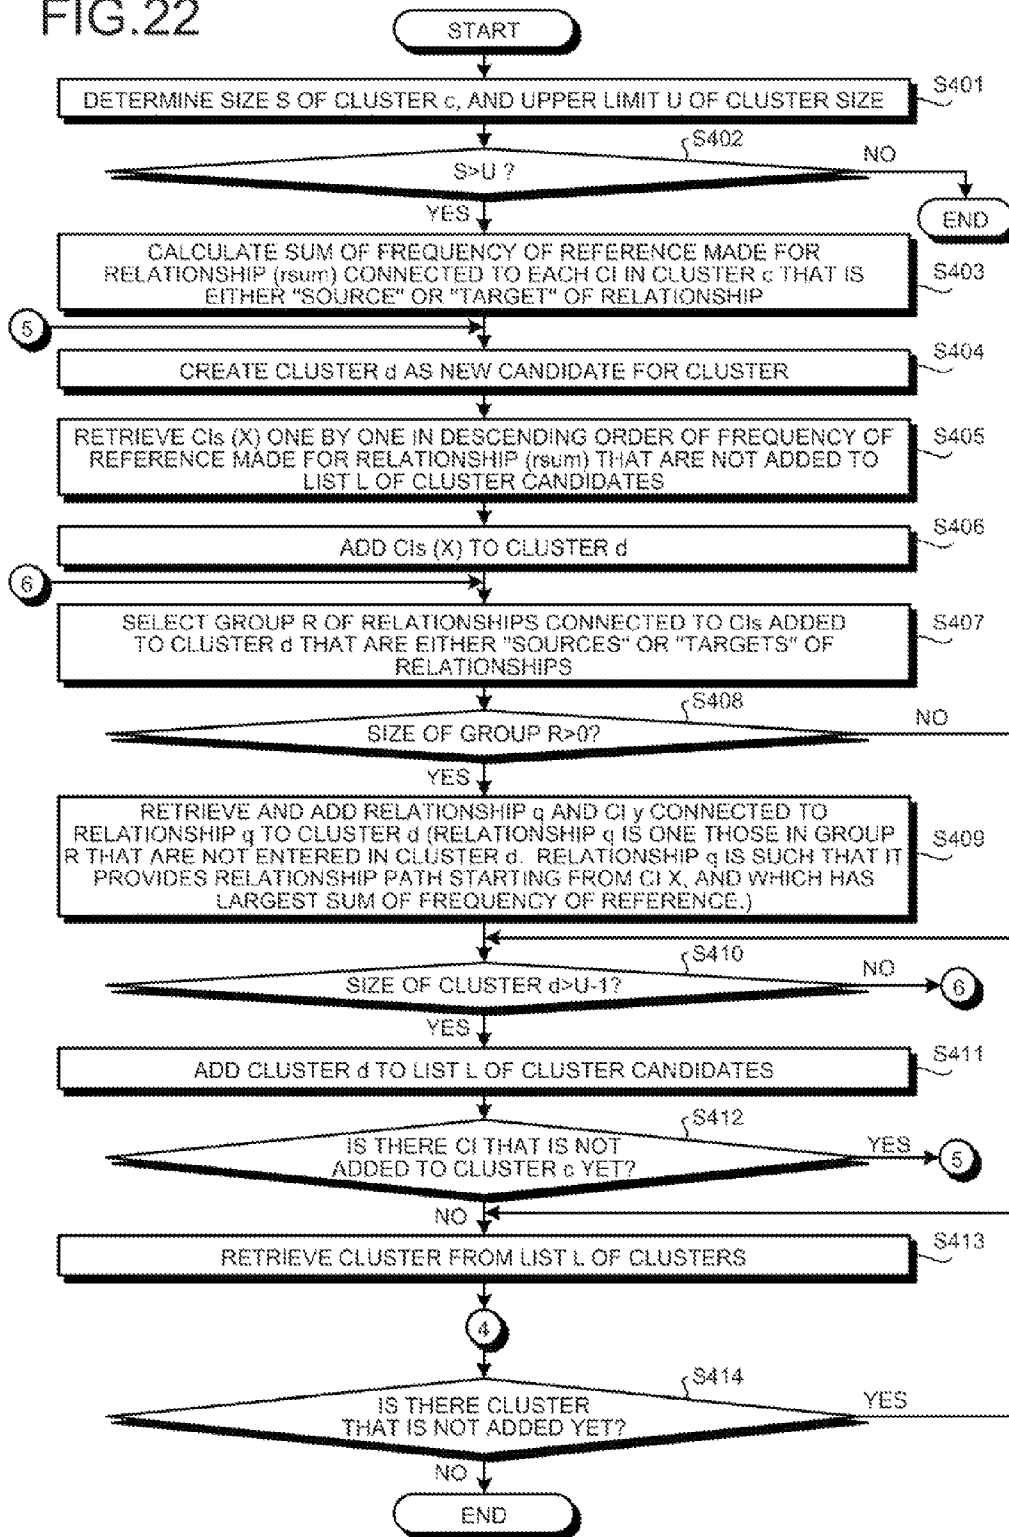 FIG.22
START
DETERMINE SIZE S OF CLUSTER c, AND UPPER LIMIT U OF CLUSTER SIZE
S401
S402
S>U ?
NO
END
YES
CALCULATE SUM OF FREQUENCY OF REFERENCE MADE FOR
RELATIONSHIP (rsum) CONNECTED TO EACH CI IN CLUSTER c THAT IS
EITHER "SOURCE" OR "TARGET" OF RELATIONSHIP
S403
5
CREATE CLUSTER d AS NEW CANDIDATE FOR CLUSTER
S404
RETRIEVE CIs (X) ONE BY ONE IN DESCENDING ORDER OF FREQUENCY OF
REFERENCE MADE FOR RELATIONSHIP (rsum) THAT ARE NOT ADDED TO
LIST L OF CLUSTER CANDIDATES
S405
ADD CIs (X) TO CLUSTER d
S406
6
SELECT GROUP R OF RELATIONSHIPS CONNECTED TO CIs ADDED
TO CLUSTER d THAT ARE EITHER "SOURCES" OR "TARGETS" OF
RELATIONSHIPS
S407
S408
SIZE OF GROUP R>0?
NO
YES
RETRIEVE AND ADD RELATIONSHIP q AND CI y CONNECTED TO
RELATIONSHIP q TO CLUSTER d (RELATIONSHIP q IS ONE THOSE IN GROUP
R THAT ARE NOT ENTERED IN CLUSTER d. RELATIONSHIP q IS SUCH THAT IT
PROVIDES RELATIONSHIP PATH STARTING FROM CI X, AND WHICH HAS
LARGEST SUM OF FREQUENCY OF REFERENCE.)
S409
S410
SIZE OF CLUSTER d>U-1?
NO
6
YES
ADD CLUSTER d TO LIST L OF CLUSTER CANDIDATES
S411
S412
IS THERE CI THAT IS NOT
ADDED TO CLUSTER c YET?
YES
5
NO
RETRIEVE CLUSTER FROM LIST L OF CLUSTERS
S413
4
S414
IS THERE CLUSTER
THAT IS NOT ADDED YET?
YES
NO
END